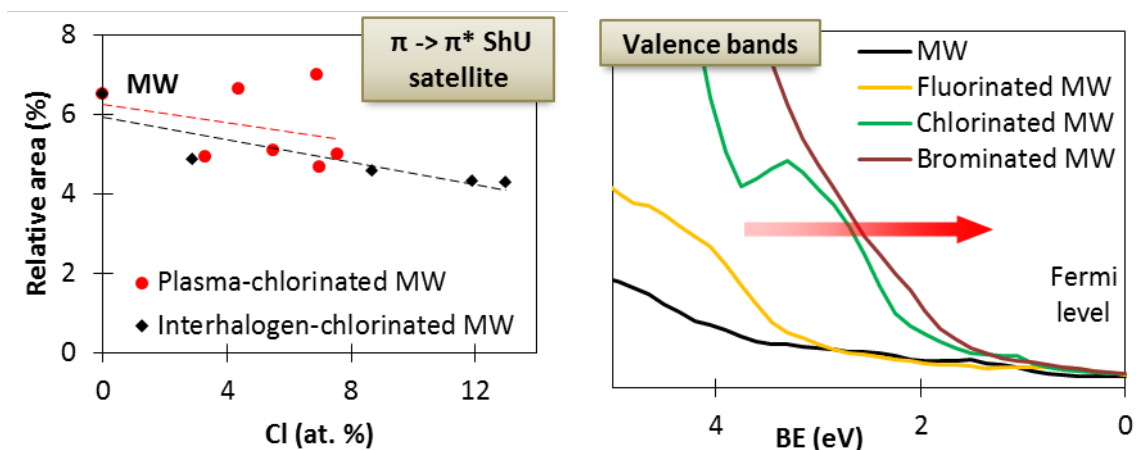 π -> π* ShU
satellite
8
6
4
2
0
Relative area (%)
MW
Plasma-chlorinated MW
Interhalogen-chlorinated MW
0
4
8
12
Cl (at. %)
Valence bands
MW
Fluorinated MW
Chlorinated MW
Brominated MW
Fermi
level
4
2
0
BE (eV)